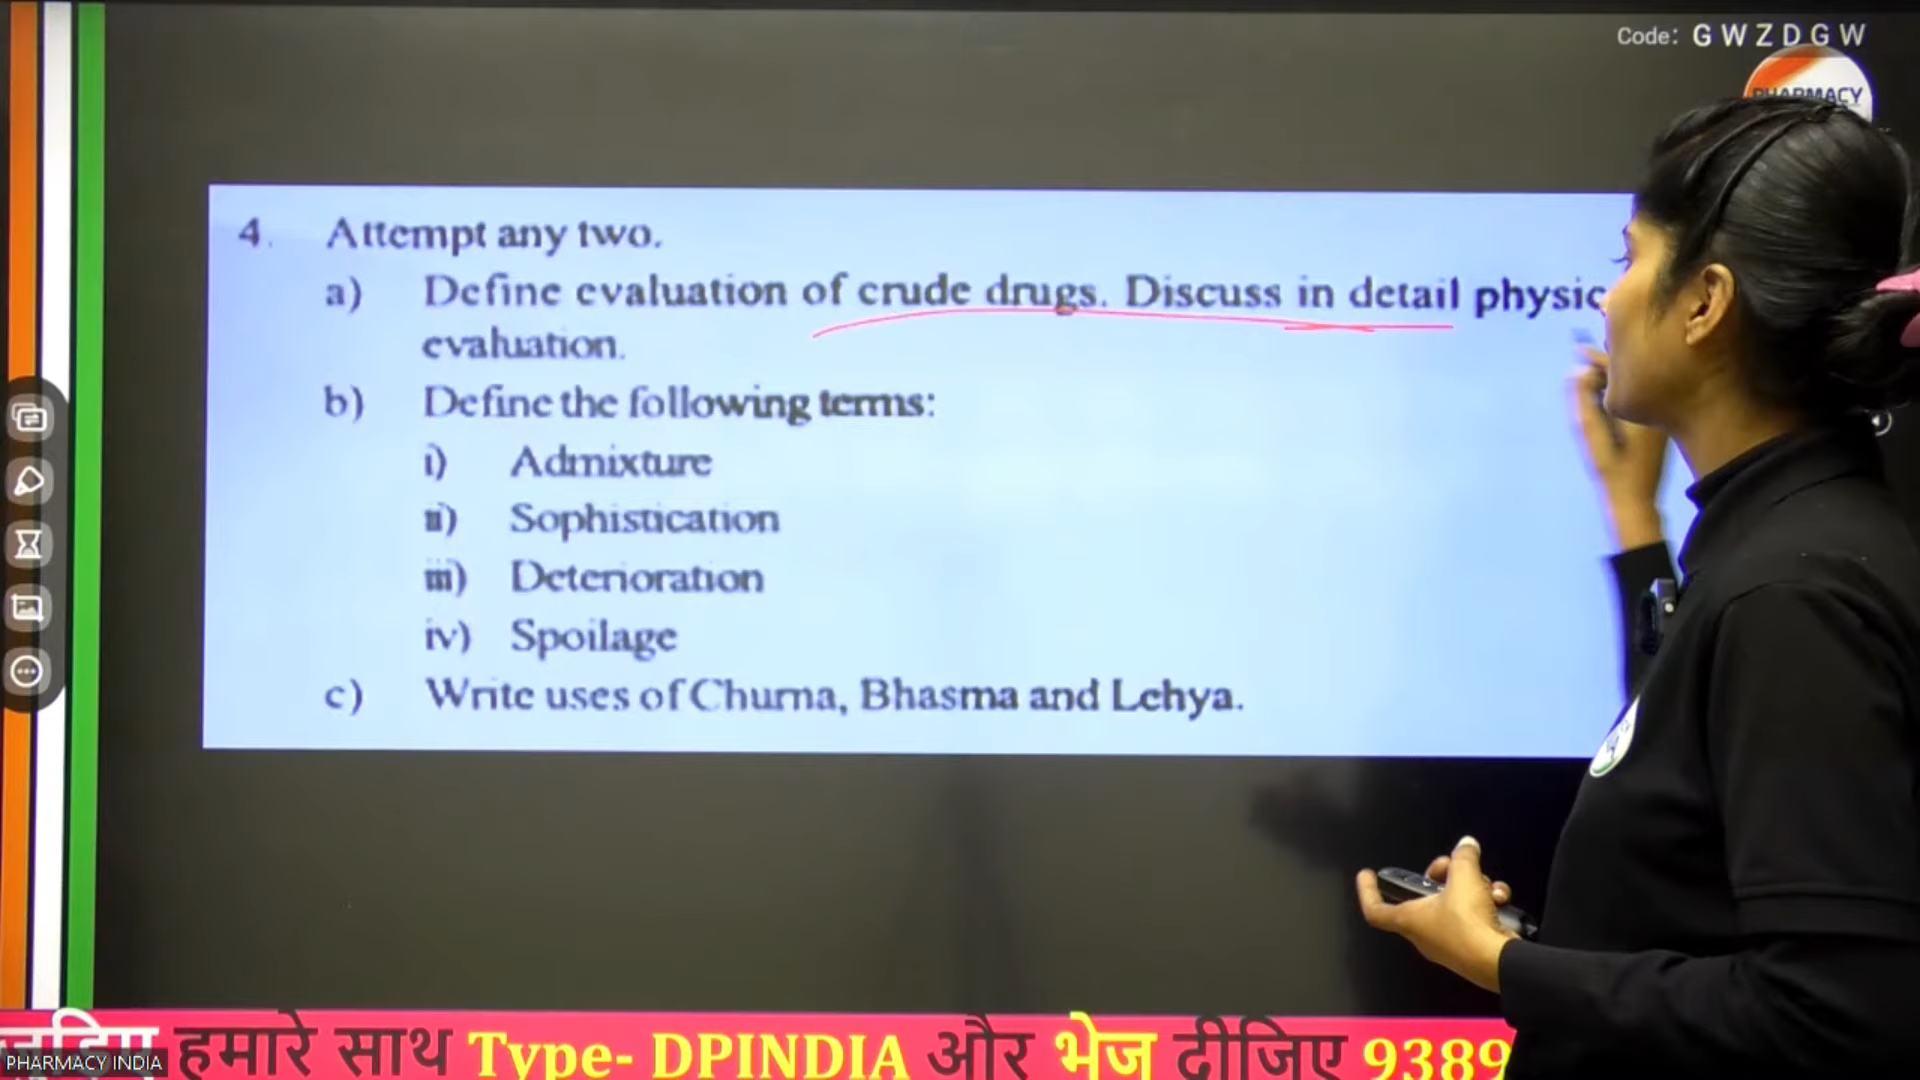 Code: GWZDGW
PHARMACY
4. Attempt any two.
a) Define evaluation of crude drugs. Discuss in detail physic
evaluation.
b) Define the following terms:
i) Admixture
ii) Sophistication
iii) Deterioration
iv) Spoilage
c) Write uses of Churna, Bhasma and Lehya.
जुड़िए हमारे साथ Type- DPINDIA और भेज दीजिए 9389
PHARMACY INDIA